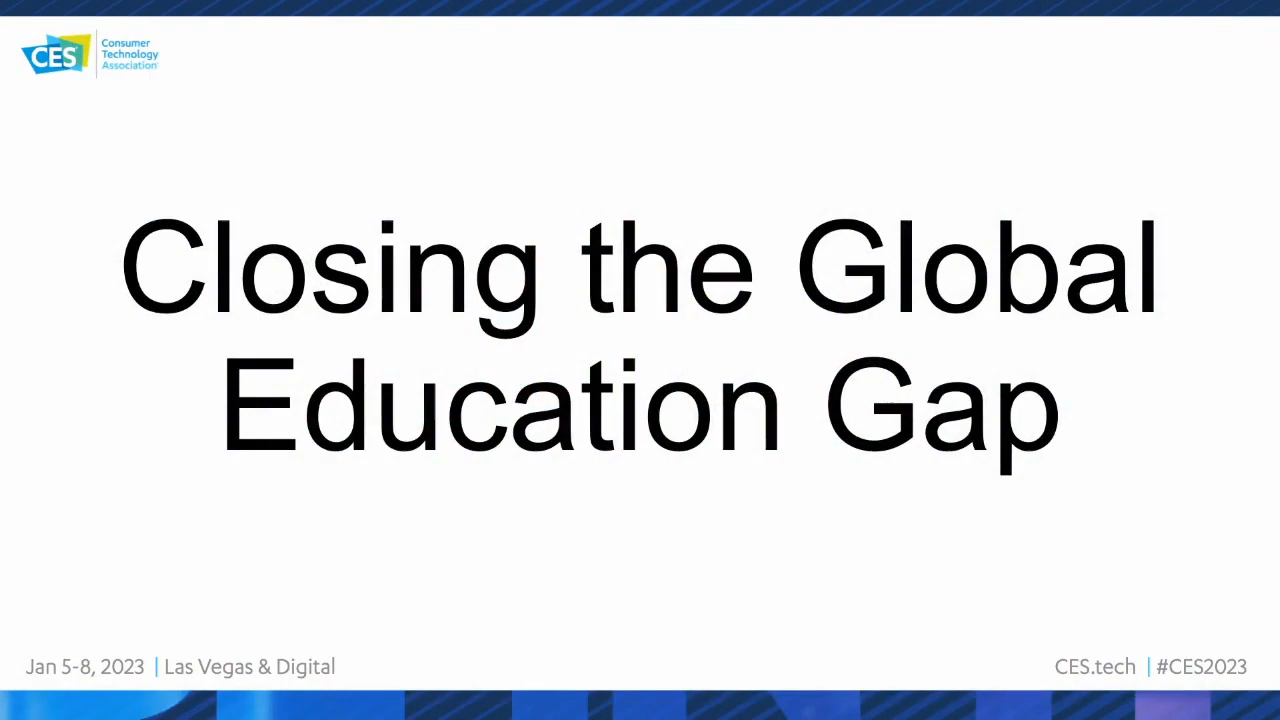 CES
Consumer
Technology
Association
Closing the Global
Education Gap
Jan 5-8, 2023 | Las Vegas & Digital
CES.tech | #CES2023